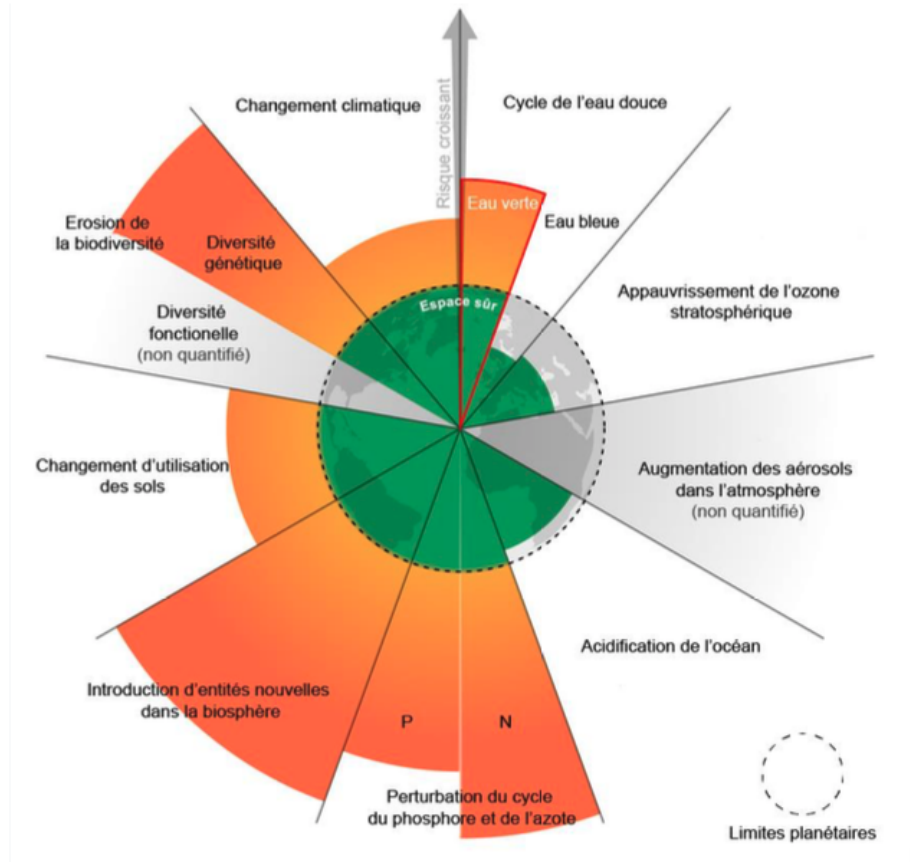 Risque croissant
Changement climatique
Cycle de l'eau douce
Eau verte
Eau bleue
Erosion de
la biodiversité
Diversité
génétique
Espace sûr
Appauvrissement de l'ozone
stratosphérique
Diversité
fonctionelle
(non quantifié)
Changement d'utilisation
des sols
Augmentation des aérosols
dans l'atmosphère
(non quantifié)
Acidification de l'océan
Introduction d'entités nouvelles
dans la biosphère
P
N
Perturbation du cycle
du phosphore et de l'azote
Limites planétaires